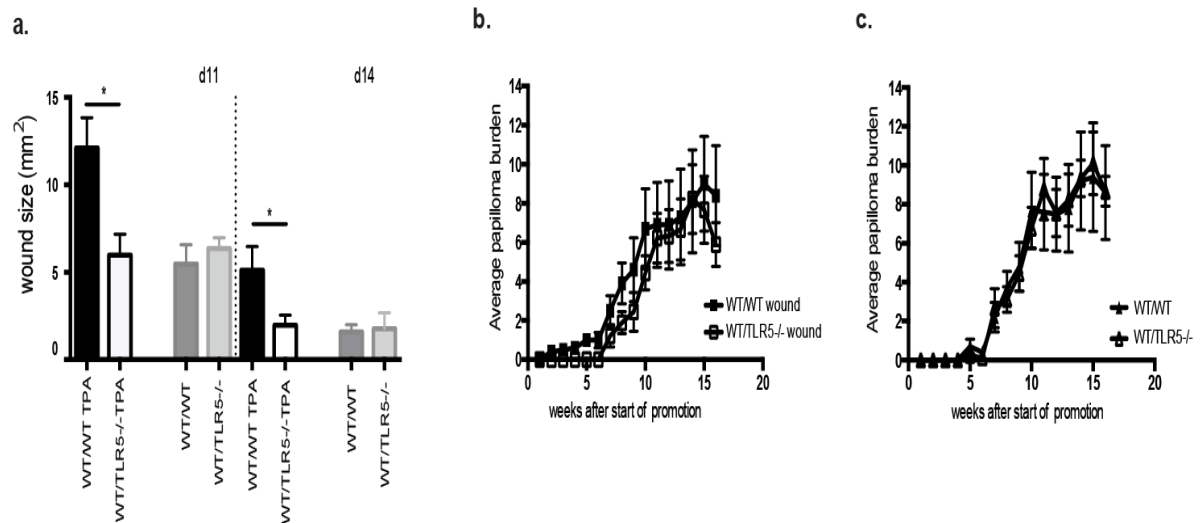 a.
d11
d14
wound size (mm2)
15
10
5
0
*
*
WT/WT TPA
WT/TLR5-/-TPA
WT/WT
WT/TLR5-/-
WT/WT TPA
WT/TLR5-/-TPA
WT/WT
WT/TLR5-/-
b.
Average papilloma burden
14
12
10
8
6
4
2
0
0
5
10
15
20
WT/WT wound
WT/TLR5-/- wound
weeks after start of promotion
c.
Average papilloma burden
14
12
10
8
6
4
2
0
0
5
10
15
20
WT/WT
WT/TLR5-/-
weeks after start of promotion